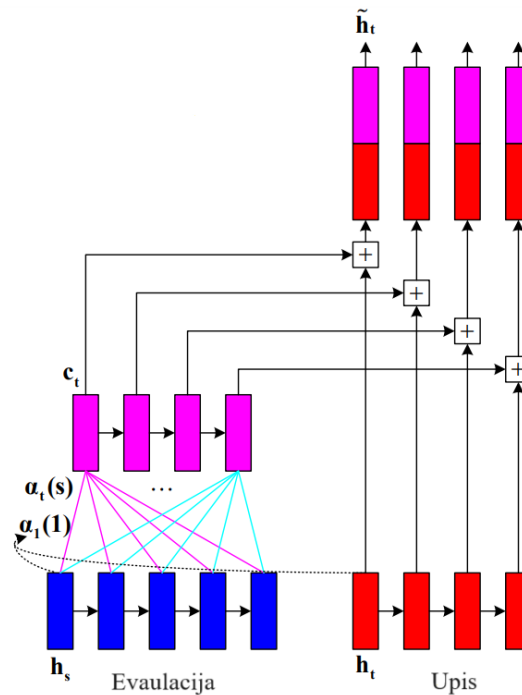 h̃ₜ
+
+
+
+
cₜ
αₜ(s)
...
α₁(1)
hₛ
hₜ
Evaulacija
Upis